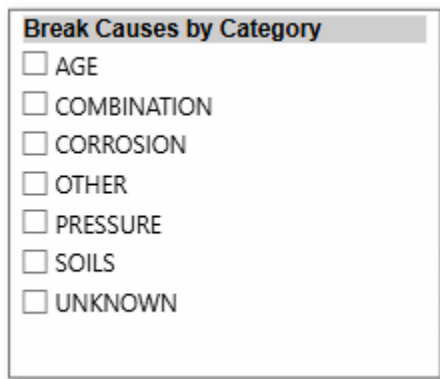 Break Causes by Category
AGE
COMBINATION
CORROSION
OTHER
PRESSURE
SOILS
UNKNOWN